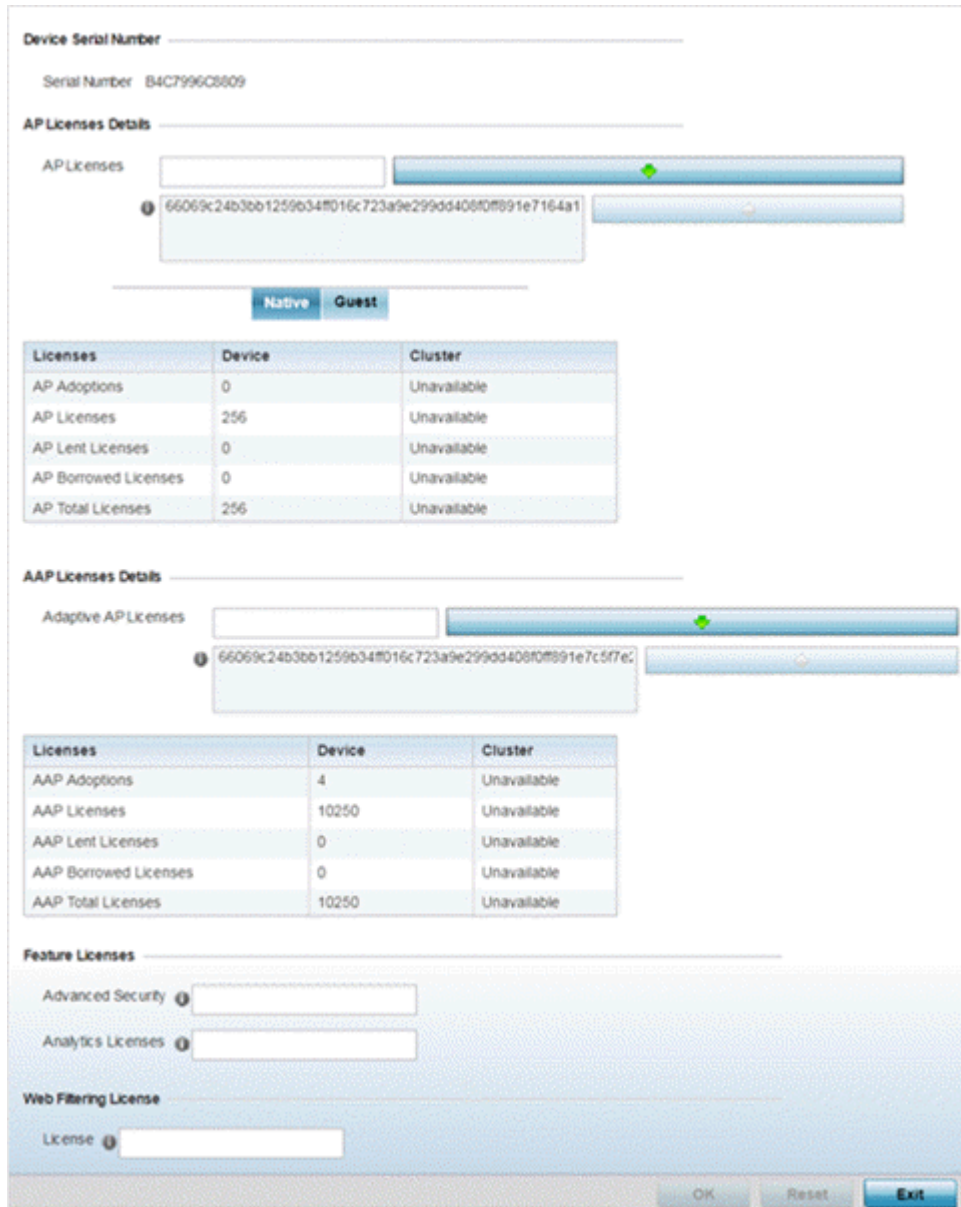 Device Serial Number
Serial Number B4C7996C8809
AP Licenses Details
AP Licenses
66069c24b3bb1259b34ff016c723a9e299dd408f0ff891e7164a1
Native Guest
Licenses Device Cluster
AP Adoptions 0 Unavailable
AP Licenses 256 Unavailable
AP Lent Licenses 0 Unavailable
AP Borrowed Licenses 0 Unavailable
AP Total Licenses 256 Unavailable
AAP Licenses Details
Adaptive AP Licenses
66069c24b3bb1259b34ff016c723a9e299dd408f0ff891e7c5f7e2
Licenses Device Cluster
AAP Adoptions 4 Unavailable
AAP Licenses 10250 Unavailable
AAP Lent Licenses 0 Unavailable
AAP Borrowed Licenses 0 Unavailable
AAP Total Licenses 10250 Unavailable
Feature Licenses
Advanced Security
Analytics Licenses
Web Filtering License
License
OK Reset Exit